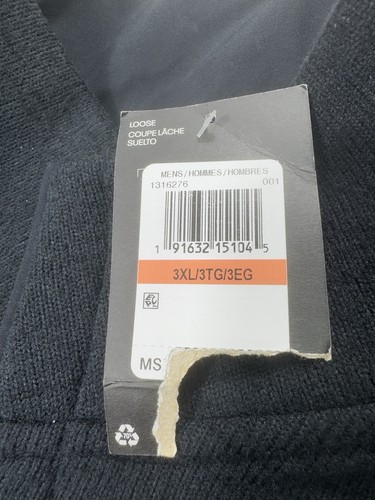 LOOSE
COUPE LÂCHE
SUELTO
MENS/HOMMES/HOMBRES
1316276 001
1 91632 15104 5
3XL/3TG/3EG
MS